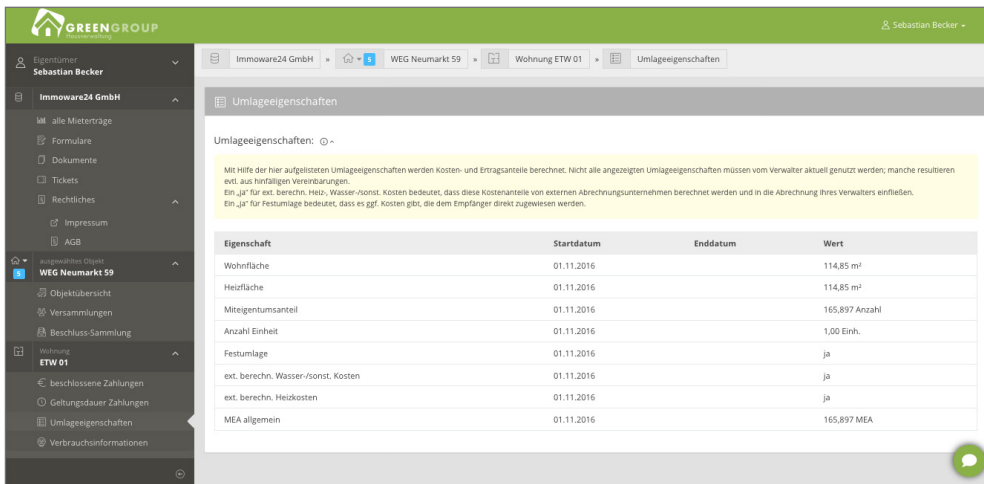 GREENGROUP
Hausverwaltung
Sebastian Becker
Eigentümer
Sebastian Becker
Immoware24 GmbH » 5 WEG Neumarkt 59 » Wohnung ETW 01 » Umlageeigenschaften
Immoware24 GmbH
alle Mieterträge
Formulare
Dokumente
Tickets
Rechtliches
Impressum
AGB
ausgewähltes Objekt
5 WEG Neumarkt 59
Objektübersicht
Versammlungen
Beschluss-Sammlung
Wohnung
ETW 01
beschlossene Zahlungen
Geltungsdauer Zahlungen
Umlageeigenschaften
Verbrauchsinformationen
Umlageeigenschaften
Umlageeigenschaften:
Mit Hilfe der hier aufgelisteten Umlageeigenschaften werden Kosten- und Ertragsanteile berechnet. Nicht alle angezeigten Umlageeigenschaften müssen vom Verwalter aktuell genutzt werden; manche resultieren
evtl. aus hinfälligen Vereinbarungen.
Ein „ja" für ext. berechn. Heiz-, Wasser-/sonst. Kosten bedeutet, dass diese Kostenanteile von externen Abrechnungsunternehmen berechnet werden und in die Abrechnung Ihres Verwalters einfließen.
Ein „ja" für Festumlage bedeutet, dass es ggf. Kosten gibt, die dem Empfänger direkt zugewiesen werden.
Eigenschaft Startdatum Enddatum Wert
Wohnfläche 01.11.2016 114,85 m²
Heizfläche 01.11.2016 114,85 m²
Miteigentumsanteil 01.11.2016 165,897 Anzahl
Anzahl Einheit 01.11.2016 1,00 Einh.
Festumlage 01.11.2016 ja
ext. berechn. Wasser-/sonst. Kosten 01.11.2016 ja
ext. berechn. Heizkosten 01.11.2016 ja
MEA allgemein 01.11.2016 165,897 MEA